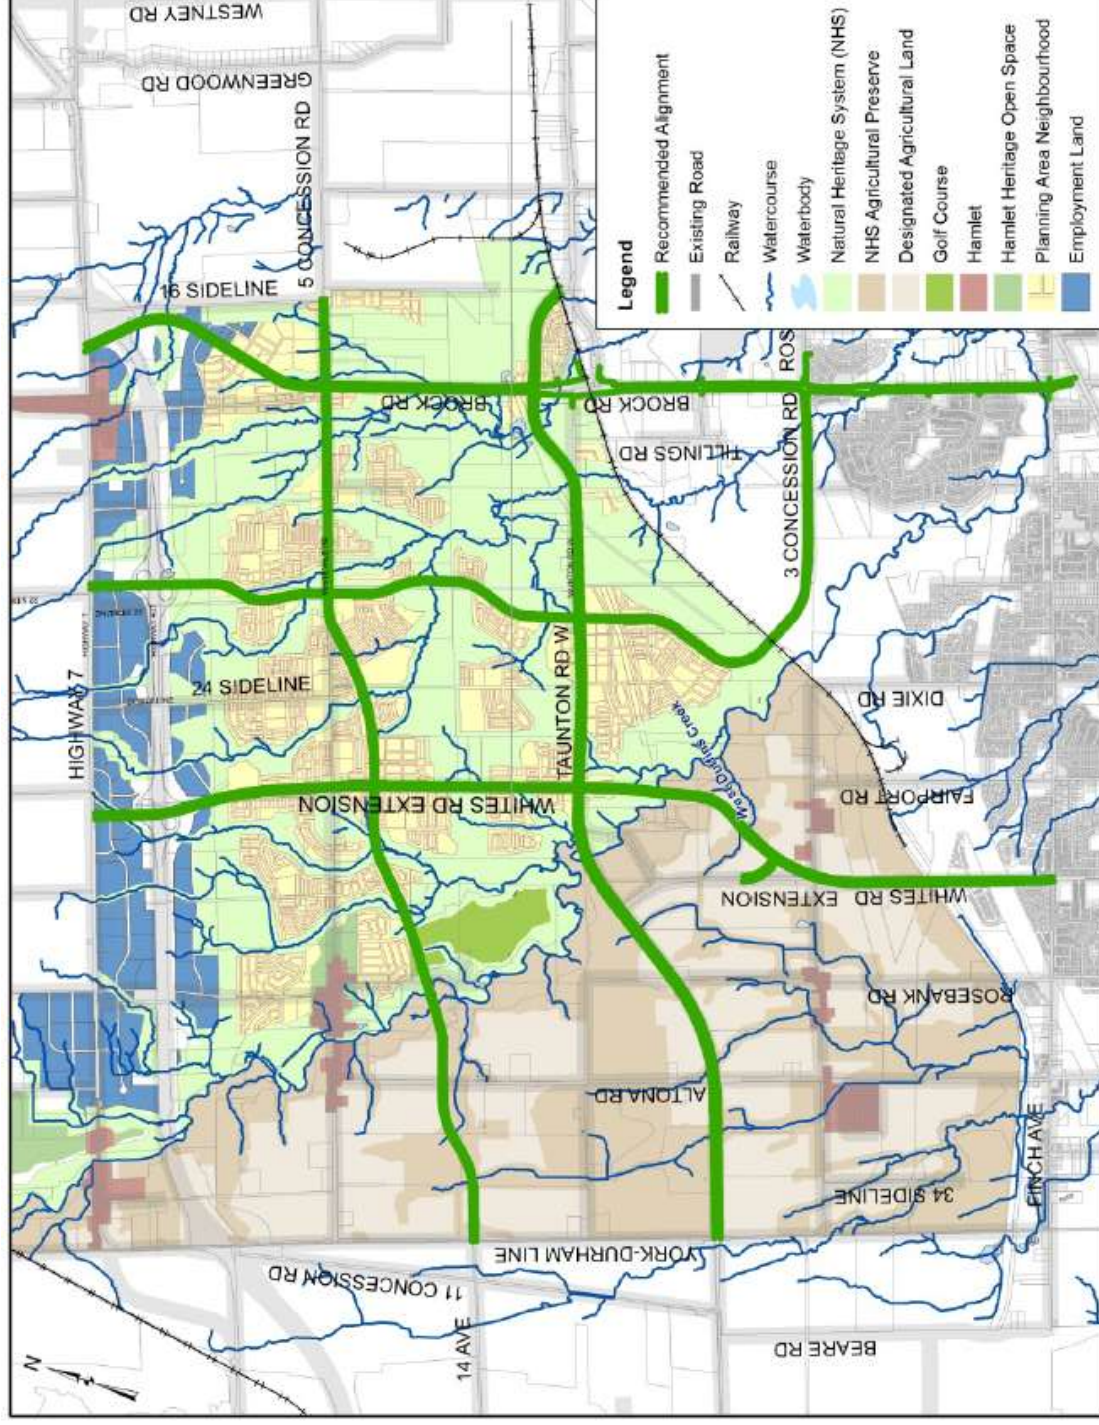 WESTNEY RD
GREENWOOD RD
5 CONCESSION RD
16 SIDELINE
BROCK RD
BROCK RD
TILLINGS RD
3 CONCESSION RD
ROS
HIGHWAY 7
24 SIDELINE
TAUNTON RD W
WHITES RD EXTENSION
West Duffins Creek
DIXIE RD
FAIRPORT RD
WHITES RD EXTENSION
ROSEBANK RD
ALTONA RD
34 SIDELINE
FINCH AVE
YORK-DURHAM LINE
11 CONCESSION RD
14 AVE
BEARE RD
N
Legend
Recommended Alignment
Existing Road
Railway
Watercourse
Waterbody
Natural Heritage System (NHS)
NHS Agricultural Preserve
Designated Agricultural Land
Golf Course
Hamlet
Hamlet Heritage Open Space
Planning Area Neighbourhood
Employment Land